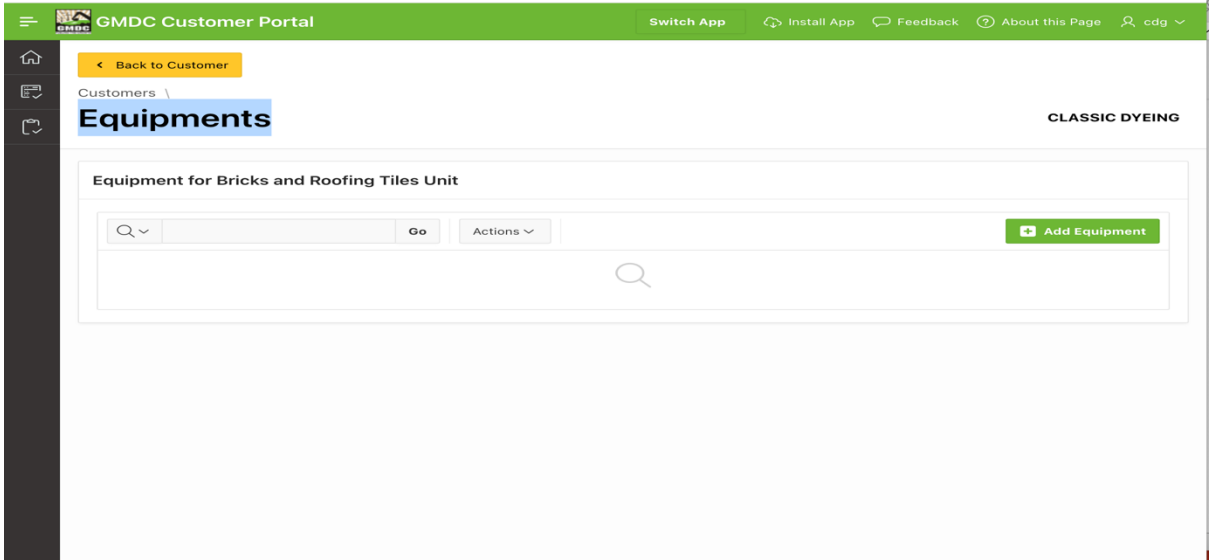 GMDC GMDC Customer Portal Switch App Install App Feedback About this Page cdg
Back to Customer
Customers \
Equipments
CLASSIC DYEING
Equipment for Bricks and Roofing Tiles Unit
Go Actions Add Equipment